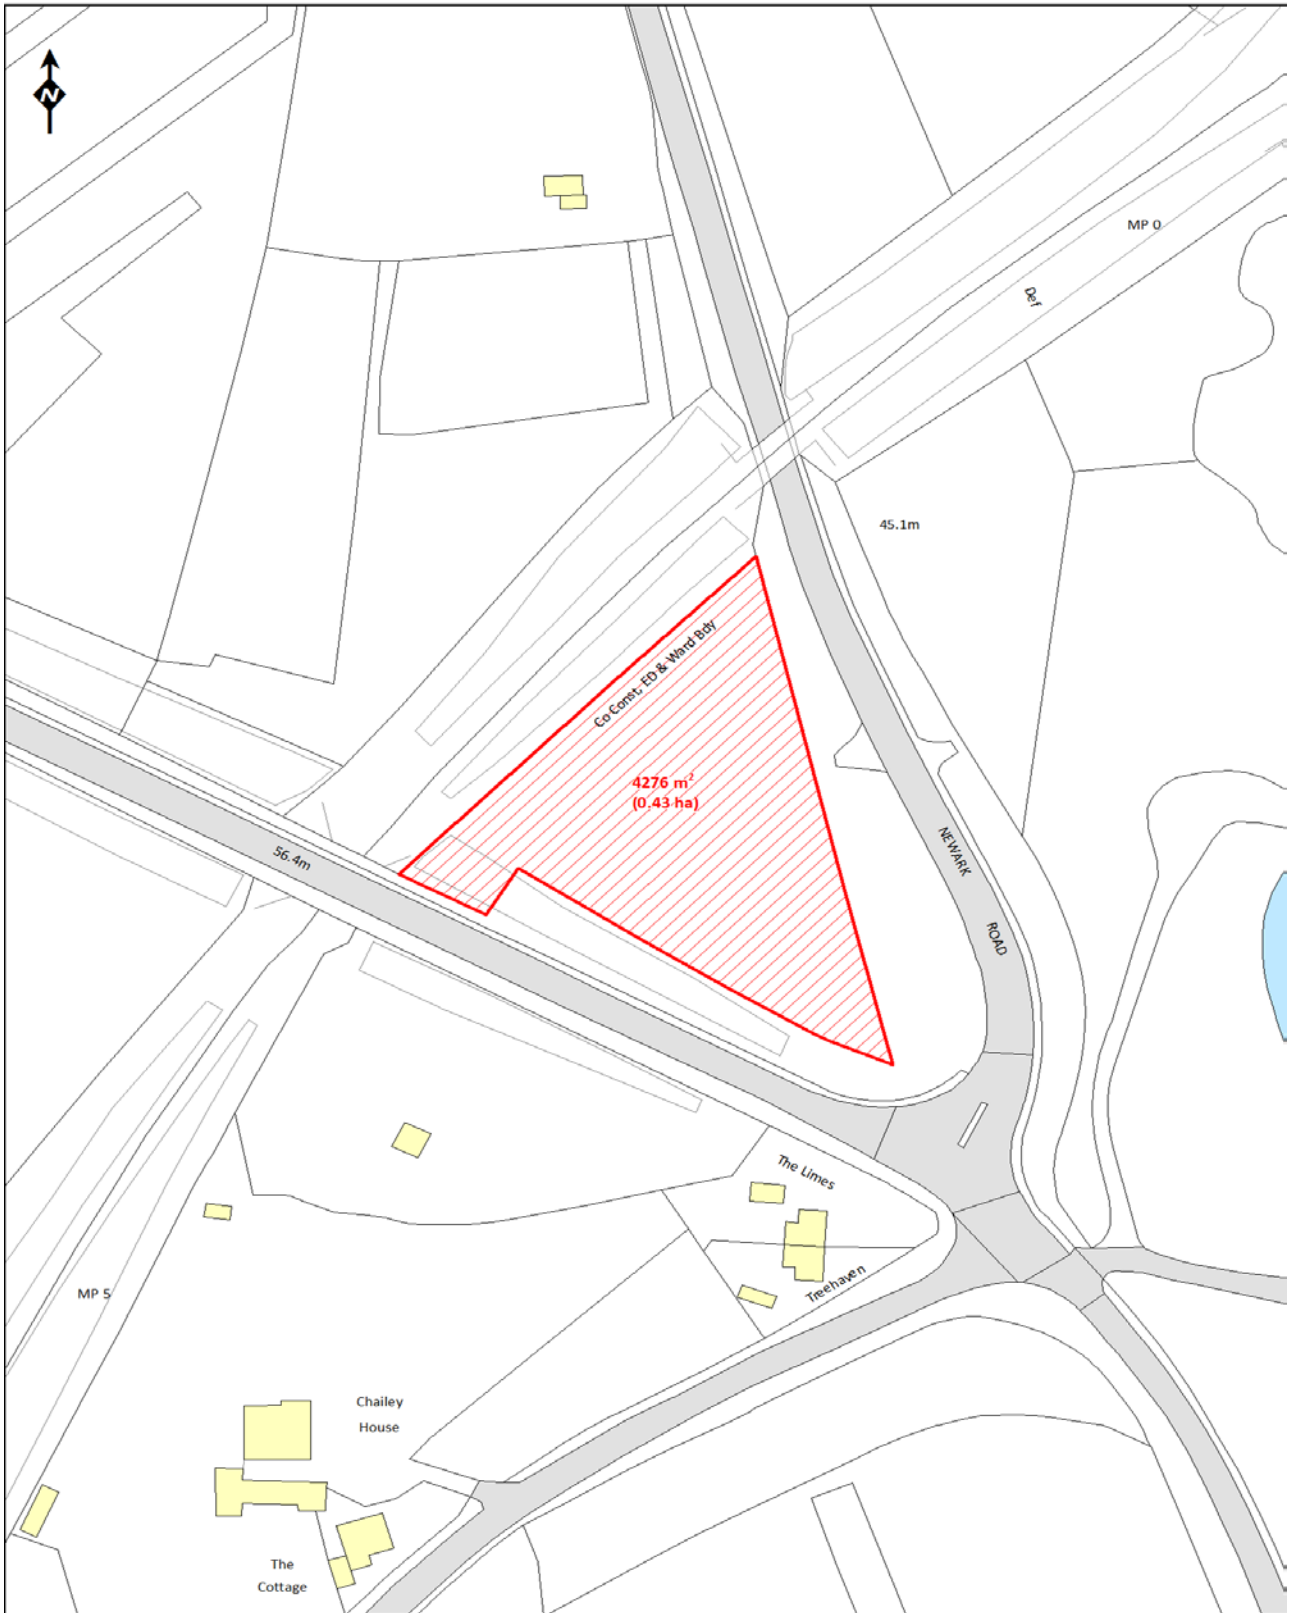 N
MP 0
Def
45.1m
Co Const, ED & Ward Bdy
4276 m²
(0.43 ha)
56.4m
NEWARK
ROAD
The Limes
Treehaven
MP 5
Chailey
House
The
Cottage